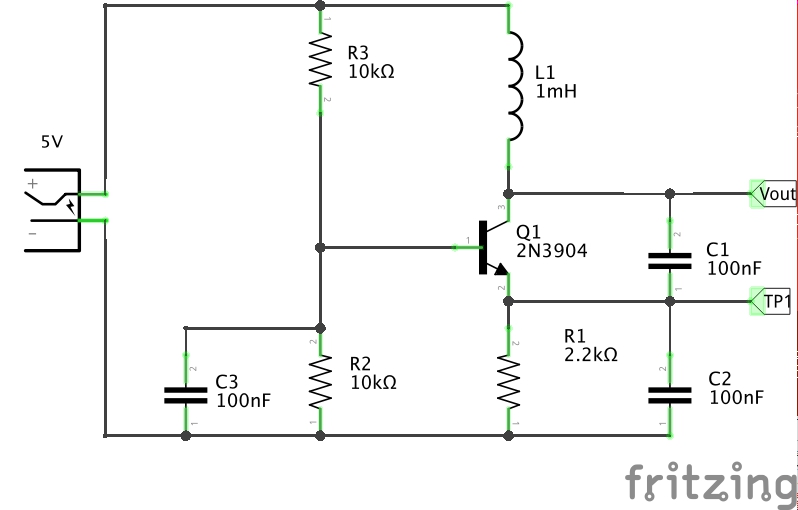 1
R3
10kΩ
2
L1
1mH
5V
+
−
Vout
3
Q1
2N3904
1
2
2
C1
100nF
1
TP1
R1
2.2kΩ
2
C3
100nF
1
2
R2
10kΩ
1
2
1
2
C2
100nF
1
fritzing